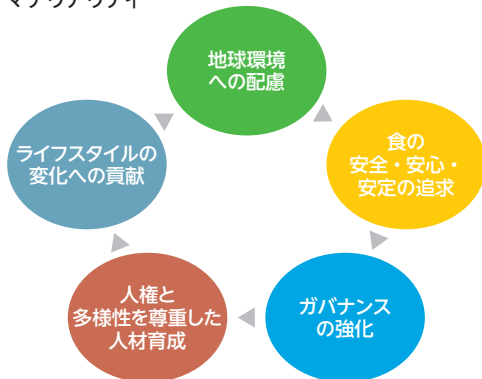 地球環境
への配慮
食の
安全・安心・
安定の追求
ガバナンス
の強化
人権と
多様性を尊重した
人材育成
ライフスタイルの
変化への貢献